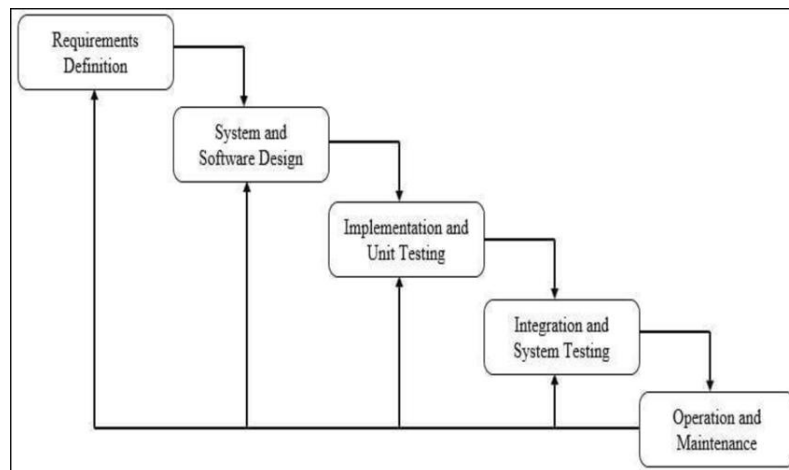 Requirements
Definition
System and
Software Design
Implementation and
Unit Testing
Integration and
System Testing
Operation and
Maintenance